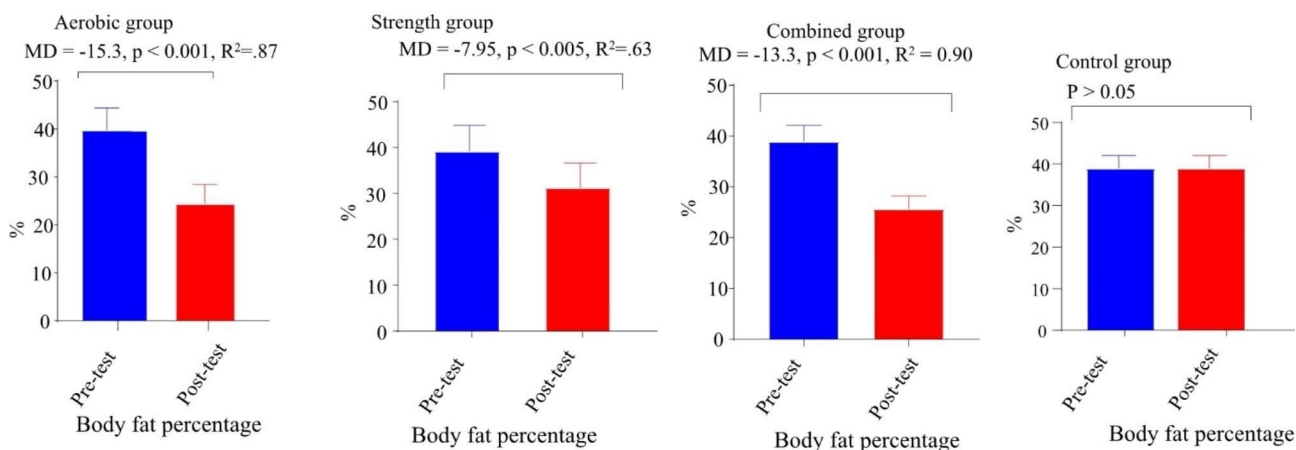 Aerobic group
MD = -15.3, p < 0.001, R²=.87
50
40
30
20
10
0
%
Pre-test
Post-test
Body fat percentage
Strength group
MD = -7.95, p < 0.005, R²=.63
50
40
30
20
10
0
%
Pre-test
Post-test
Body fat percentage
Combined group
MD = -13.3, p < 0.001, R² = 0.90
50
40
30
20
10
0
%
Pre-test
Post-test
Body fat percentage
Control group
P > 0.05
50
40
30
20
10
0
%
Pre-test
Post-test
Body fat percentage